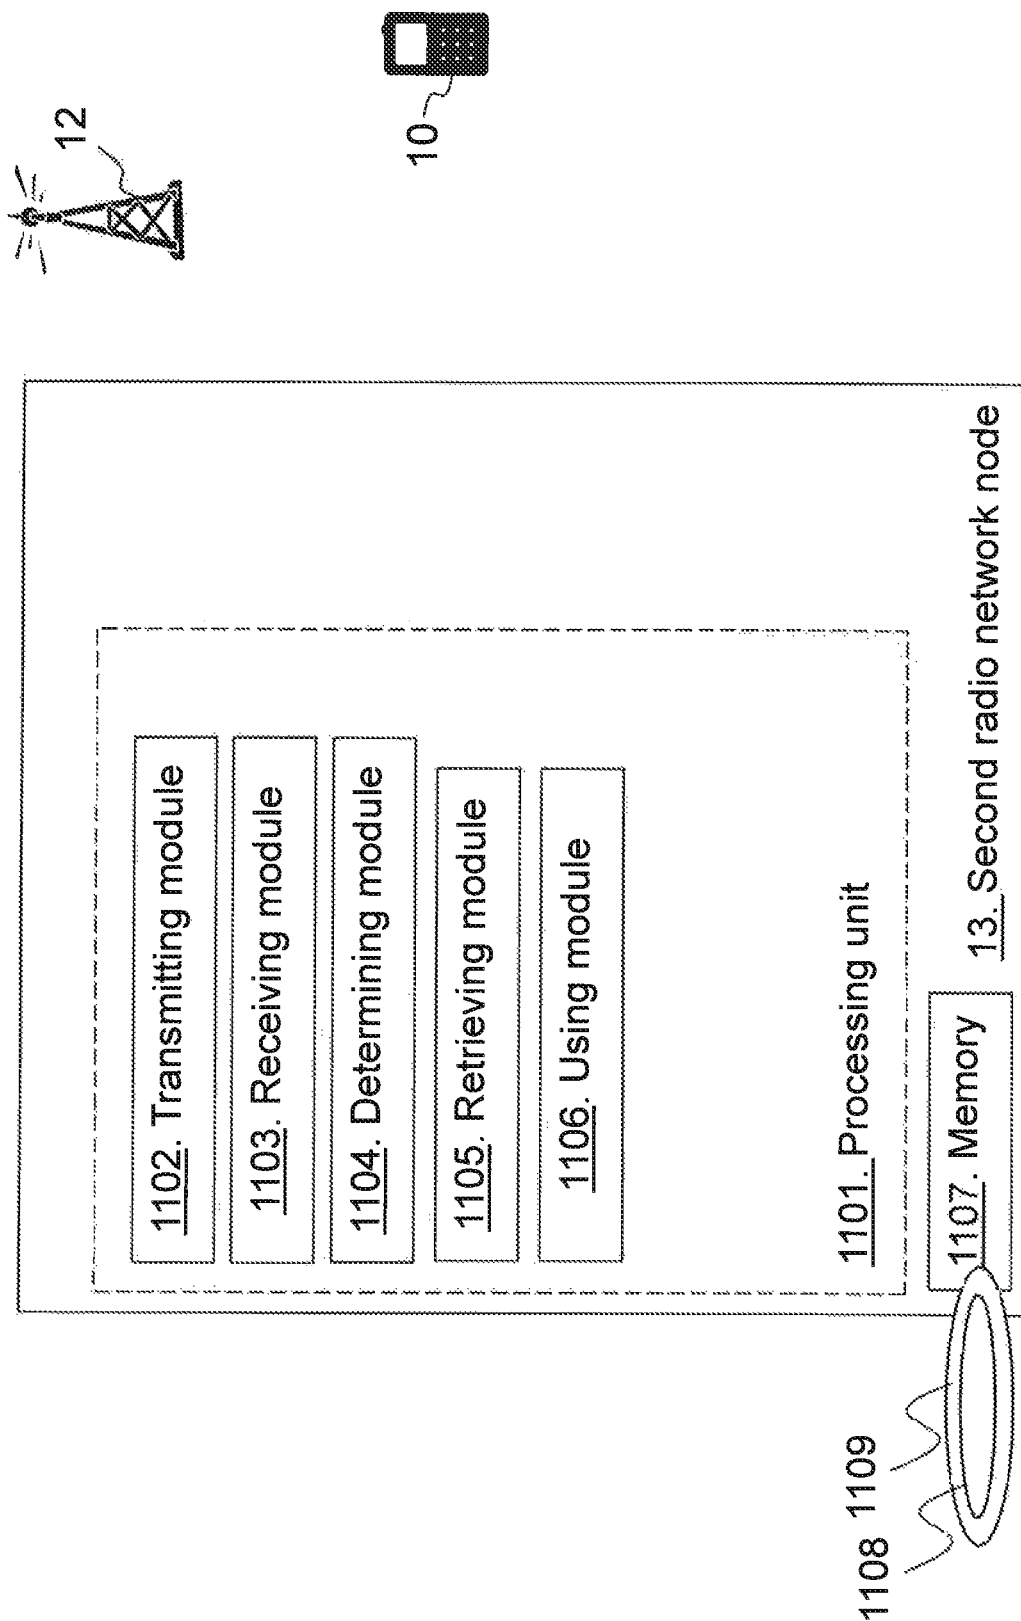 12
10
1102. Transmitting module
1103. Receiving module
1104. Determining module
1105. Retrieving module
1106. Using module
1101. Processing unit
1107. Memory
13. Second radio network node
1109
1108